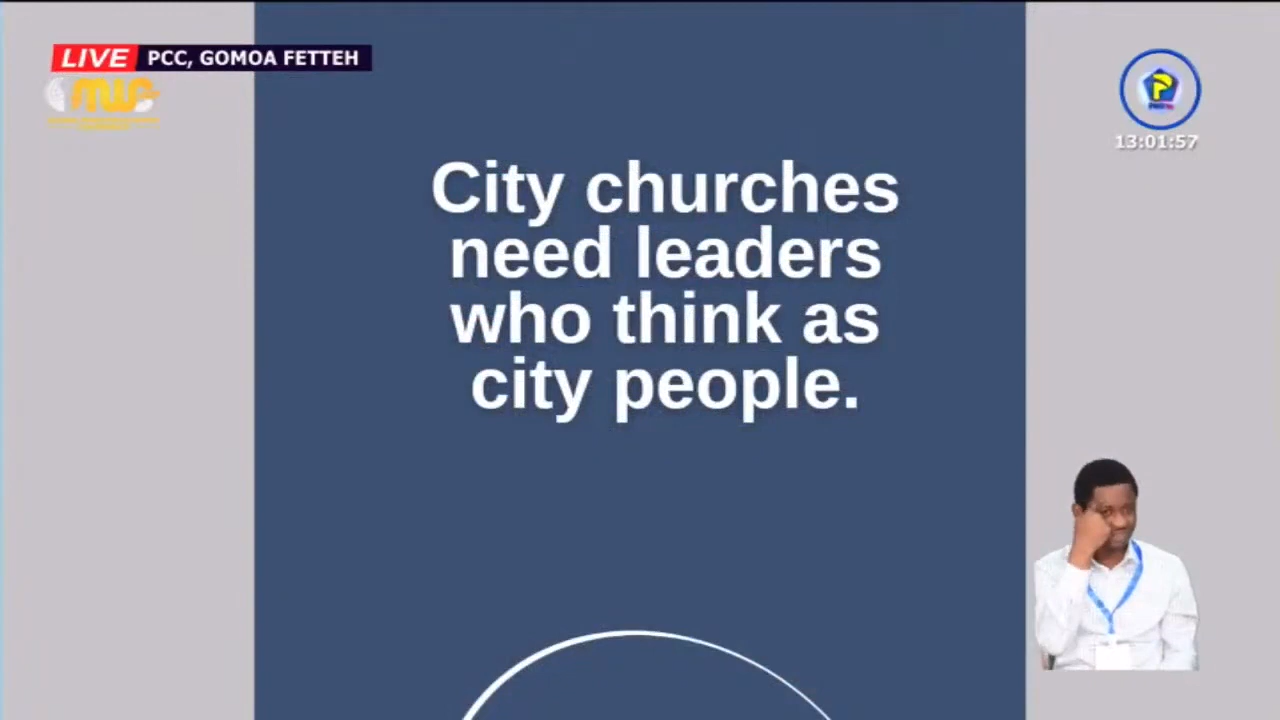 LIVE PCC, GOMOA FETTEH
13:01:57
City churches
need leaders
who think as
city people.